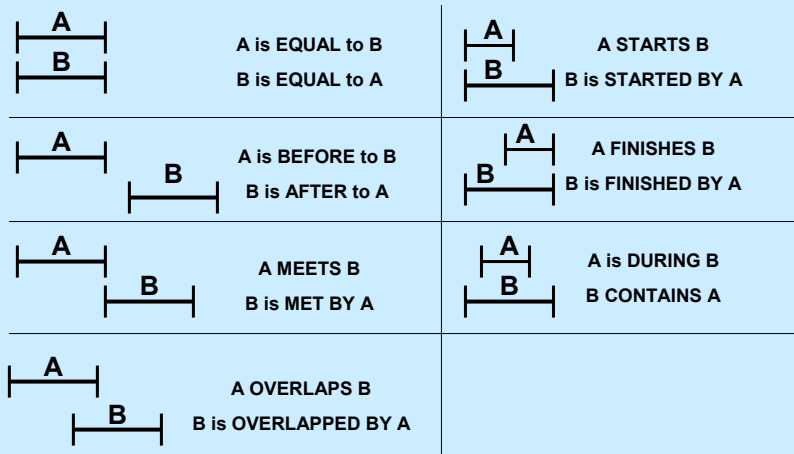 A
B
A is EQUAL to B
B is EQUAL to A
A
B
A STARTS B
B is STARTED BY A
A
B
A is BEFORE to B
B is AFTER to A
A
B
A FINISHES B
B is FINISHED BY A
A
B
A MEETS B
B is MET BY A
A
B
A is DURING B
B CONTAINS A
A
B
A OVERLAPS B
B is OVERLAPPED BY A